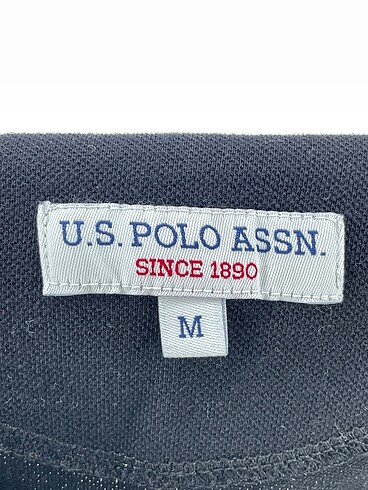 U.S. POLO ASSN.
SINCE 1890
M